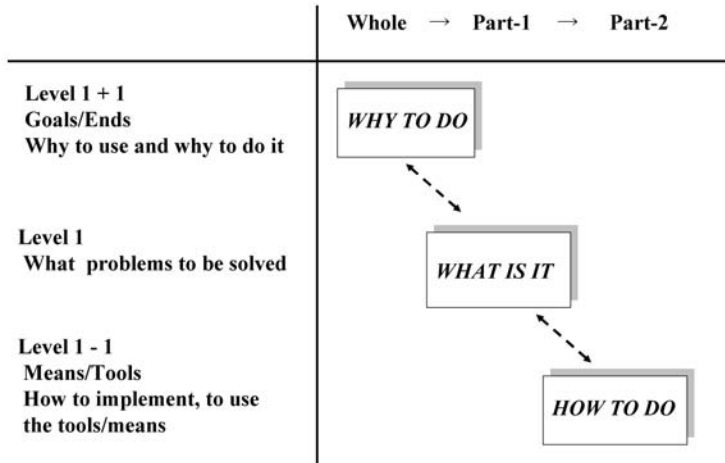 Whole → Part-1 → Part-2
Level 1 + 1
Goals/Ends
Why to use and why to do it
WHY TO DO
Level 1
What problems to be solved
WHAT IS IT
Level 1 - 1
Means/Tools
How to implement, to use
the tools/means
HOW TO DO